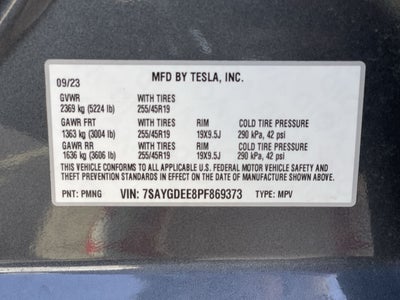 09/23 MFD BY TESLA, INC.
GVWR WITH TIRES
2369 kg (5224 lb) 255/45R19
GAWR FRT WITH TIRES RIM COLD TIRE PRESSURE
1363 kg (3004 lb) 255/45R19 19X9.5J 290 kPa, 42 psi
GAWR RR WITH TIRES RIM COLD TIRE PRESSURE
1636 kg (3606 lb) 255/45R19 19X9.5J 290 kPa, 42 psi
THIS VEHICLE CONFORMS TO ALL APPLICABLE U.S. FEDERAL MOTOR VEHICLE SAFETY
AND THEFT PREVENTION STANDARDS IN EFFECT ON THE DATE OF MANUFACTURE SHOWN ABOVE.
PNT: PMNG VIN: 7SAYGDEE8PF869373 TYPE: MPV